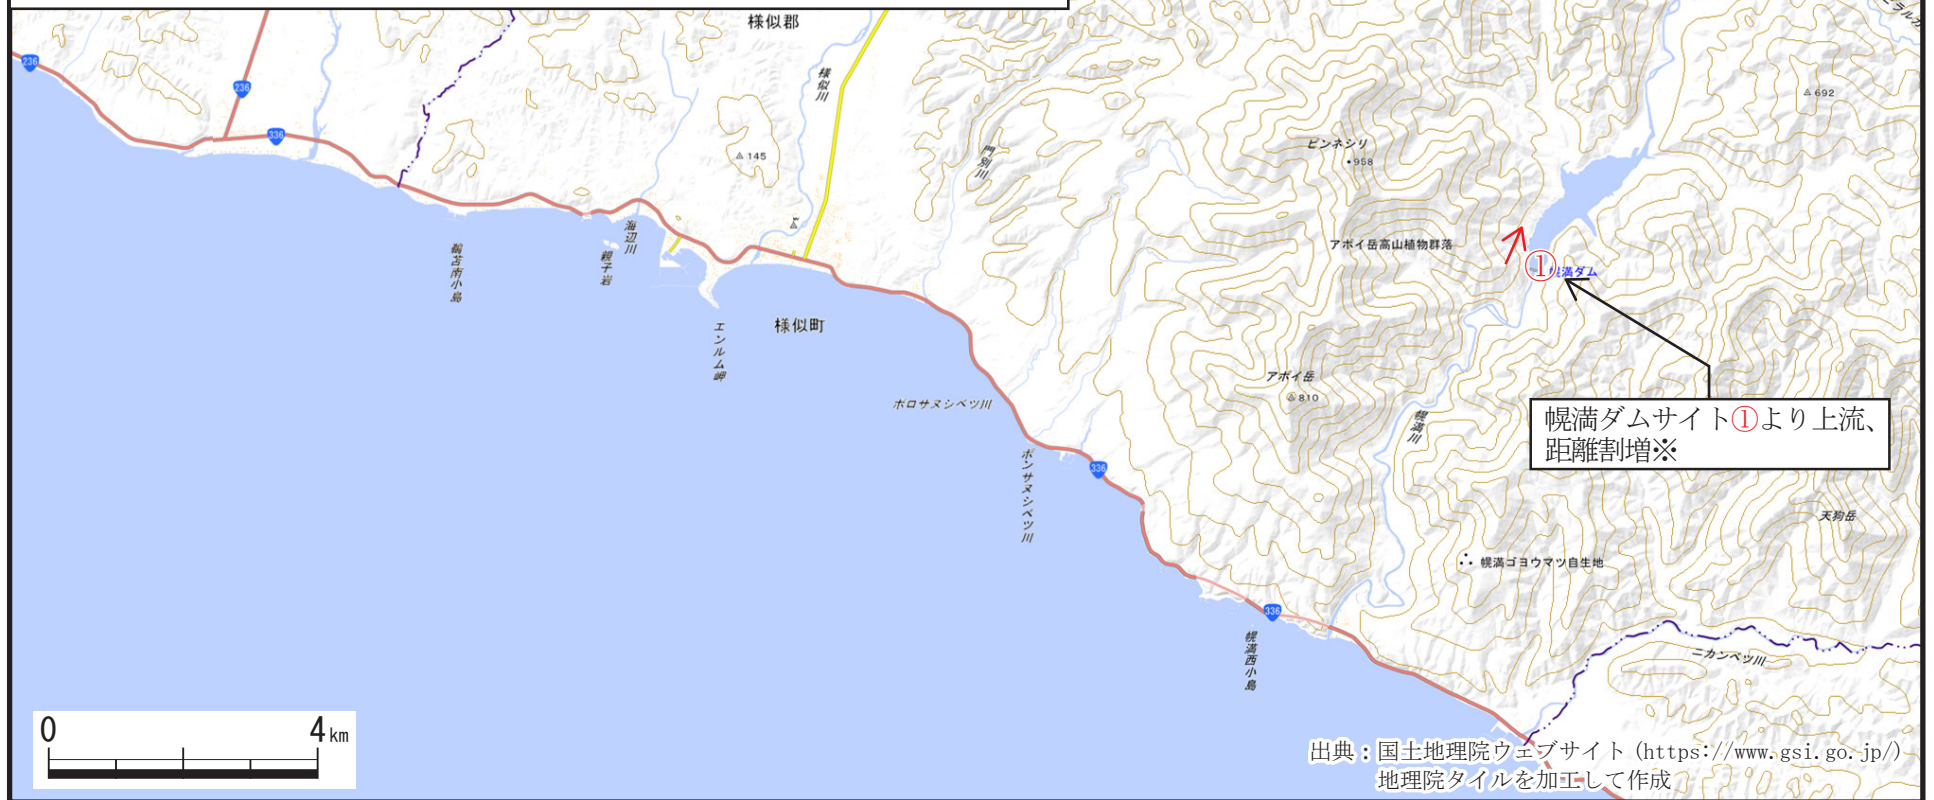 様似郡
様似川
236
236
336
692
ピンネシリ
958
145
門別川
海辺川
親子岩
鵜苫南小島
アポイ岳高山植物群落
①
幌満ダム
エンルム岬
様似町
アポイ岳
810
ポロサヌシベツ川
幌満川
幌満ダムサイト①より上流、
距離割増※
ポンサヌシベツ川
336
天狗岳
幌満ゴヨウマツ自生地
336
幌満西小島
ニカンベツ川
0 4km
出典：国土地理院ウェブサイト(https://www.gsi.go.jp/)
地理院タイルを加工して作成